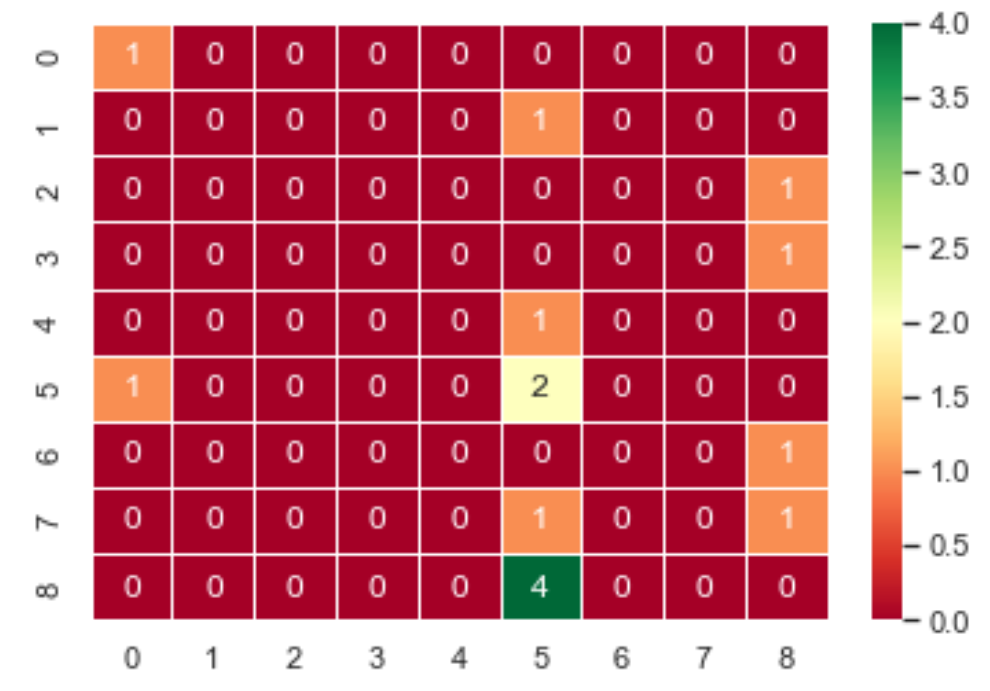 0 1 0 0 0 0 0 0 0 0
1 0 0 0 0 0 1 0 0 0
2 0 0 0 0 0 0 0 0 1
3 0 0 0 0 0 0 0 0 1
4 0 0 0 0 0 1 0 0 0
5 1 0 0 0 0 2 0 0 0
6 0 0 0 0 0 0 0 0 1
7 0 0 0 0 0 1 0 0 1
8 0 0 0 0 0 4 0 0 0
0 1 2 3 4 5 6 7 8
4.0
3.5
3.0
2.5
2.0
1.5
1.0
0.5
0.0